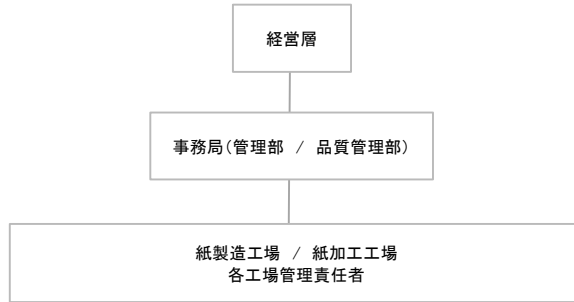 経営層
事務局(管理部 / 品質管理部)
紙製造工場 / 紙加工工場
各工場管理責任者